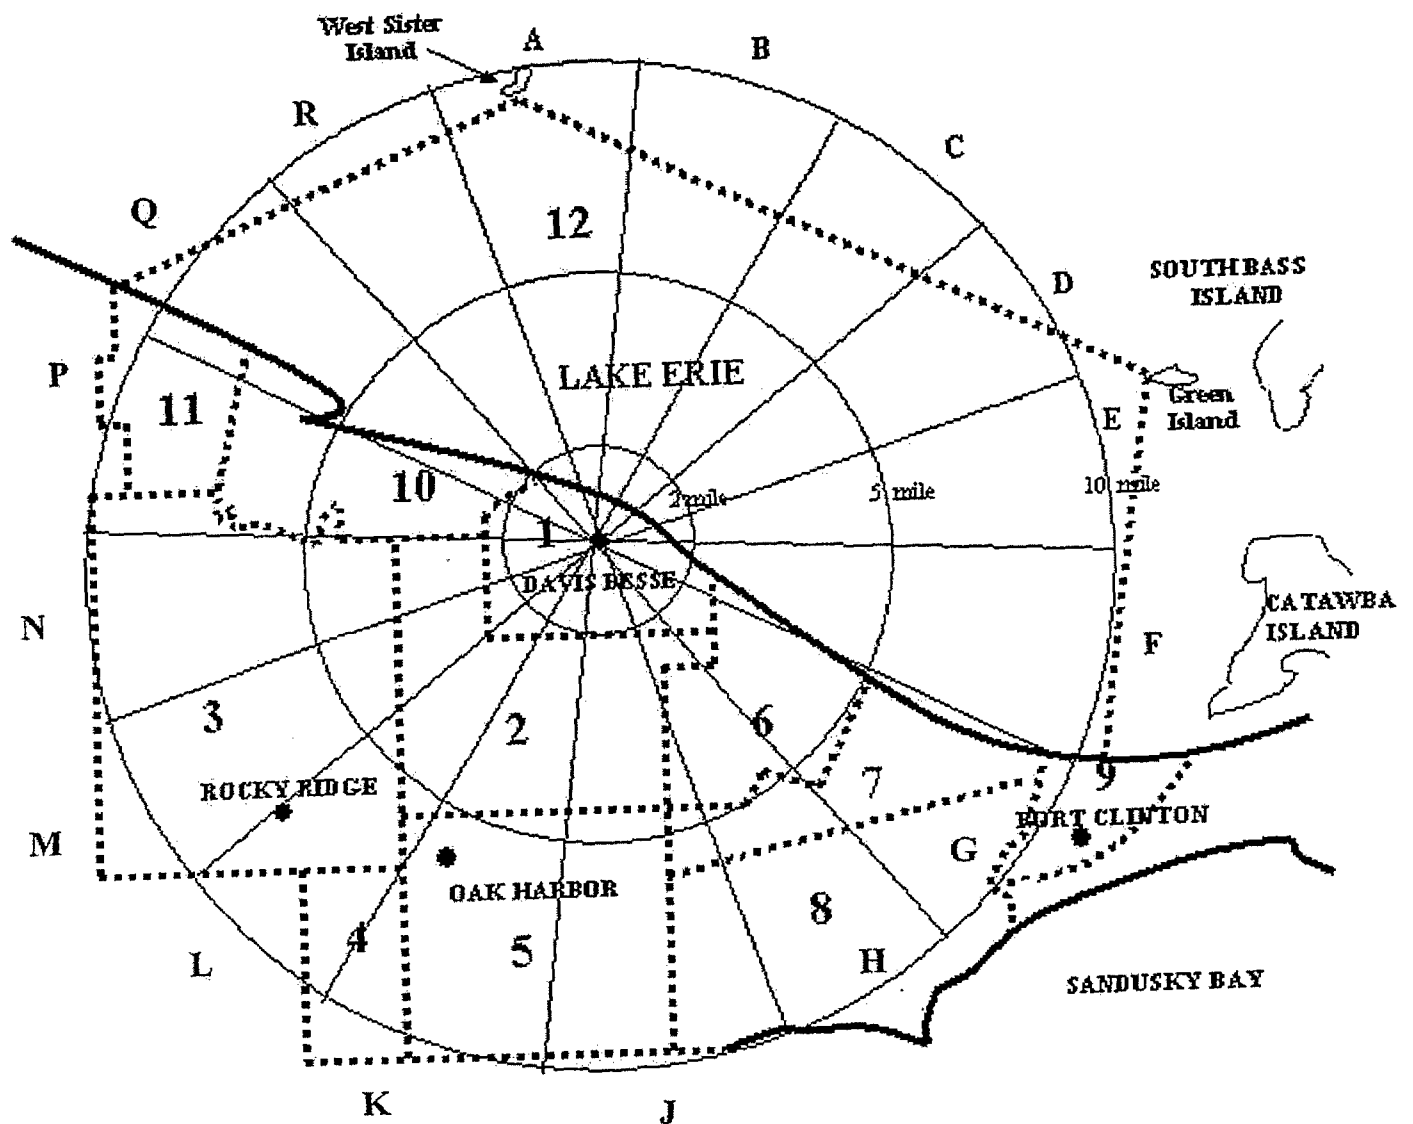 West Sister
Island
A
B
R
C
Q
12
D
SOUTH BASS
ISLAND
P
LAKE ERIE
11
E
Green
Island
10
2 mile
5 mile
10 mile
1
DAVIS BESSE
CATAWBA
ISLAND
N
F
3
2
6
7
9
ROCKY RIDGE
PORT CLINTON
M
G
OAK HARBOR
8
4
5
L
H
SANDUSKY BAY
K
J